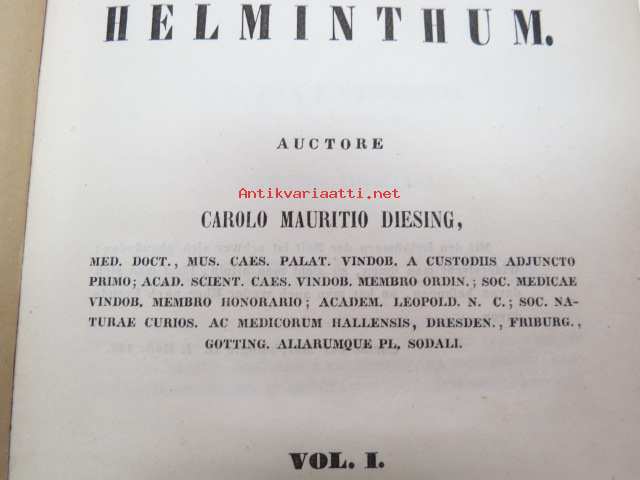 HELMINTHUM.
AUCTORE
Antikvariaatti.net
CAROLO MAURITIO DIESING,
MED. DOCT., MUS. CAES. PALAT. VINDOB. A CUSTODIIS ADJUNCTO
PRIMO; ACAD. SCIENT. CAES. VINDOB. MEMBRO ORDIN.; SOC. MEDICAE
VINDOB. MEMBRO HONORARIO; ACADEM. LEOPOLD. N. C.; SOC. NA-
TURAE CURIOS. AC MEDICORUM HALLENSIS, DRESDEN., FRIBURG.,
GOTTING. ALIARUMQUE PL. SODALI.
VOL. I.